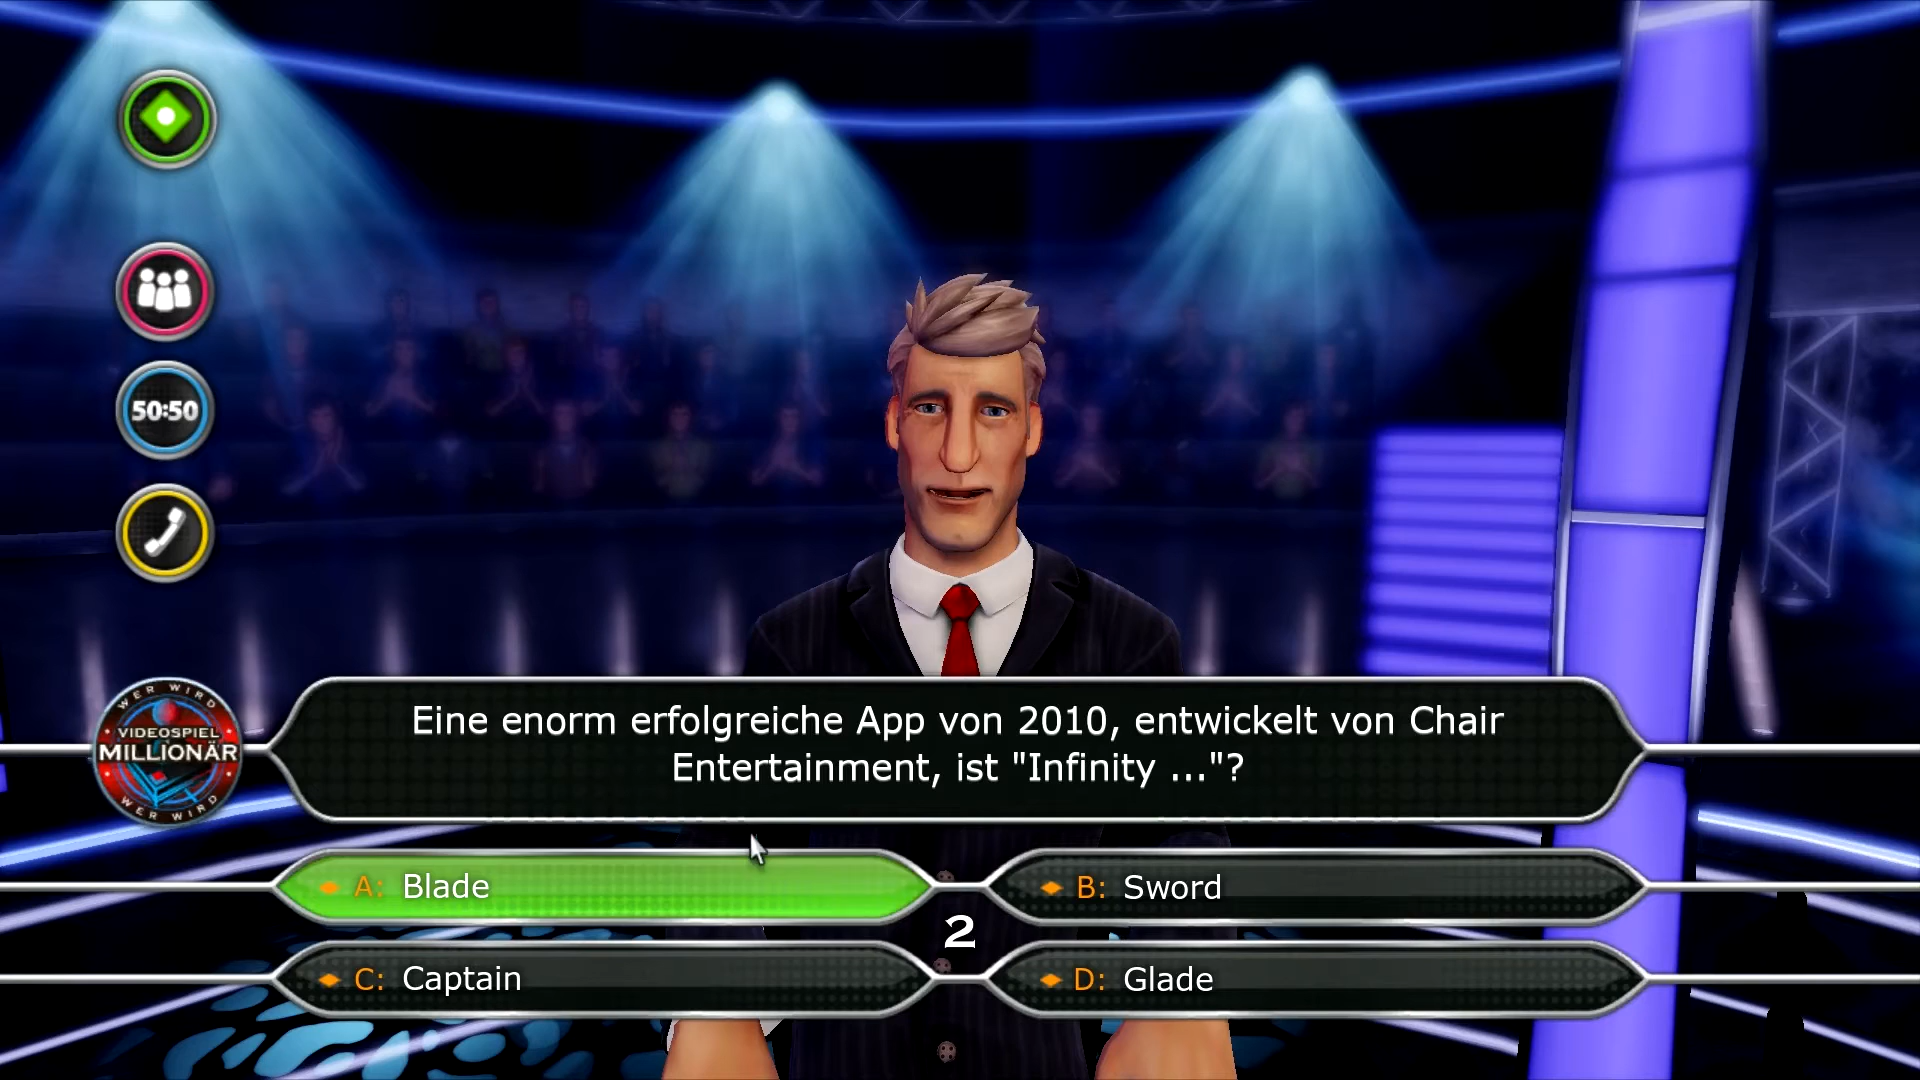 50:50
WER WIRD
VIDEOSPIEL
MILLIONÄR
WER WIRD
Eine enorm erfolgreiche App von 2010, entwickelt von Chair
Entertainment, ist "Infinity ..."?
A: Blade
B: Sword
2
C: Captain
D: Glade